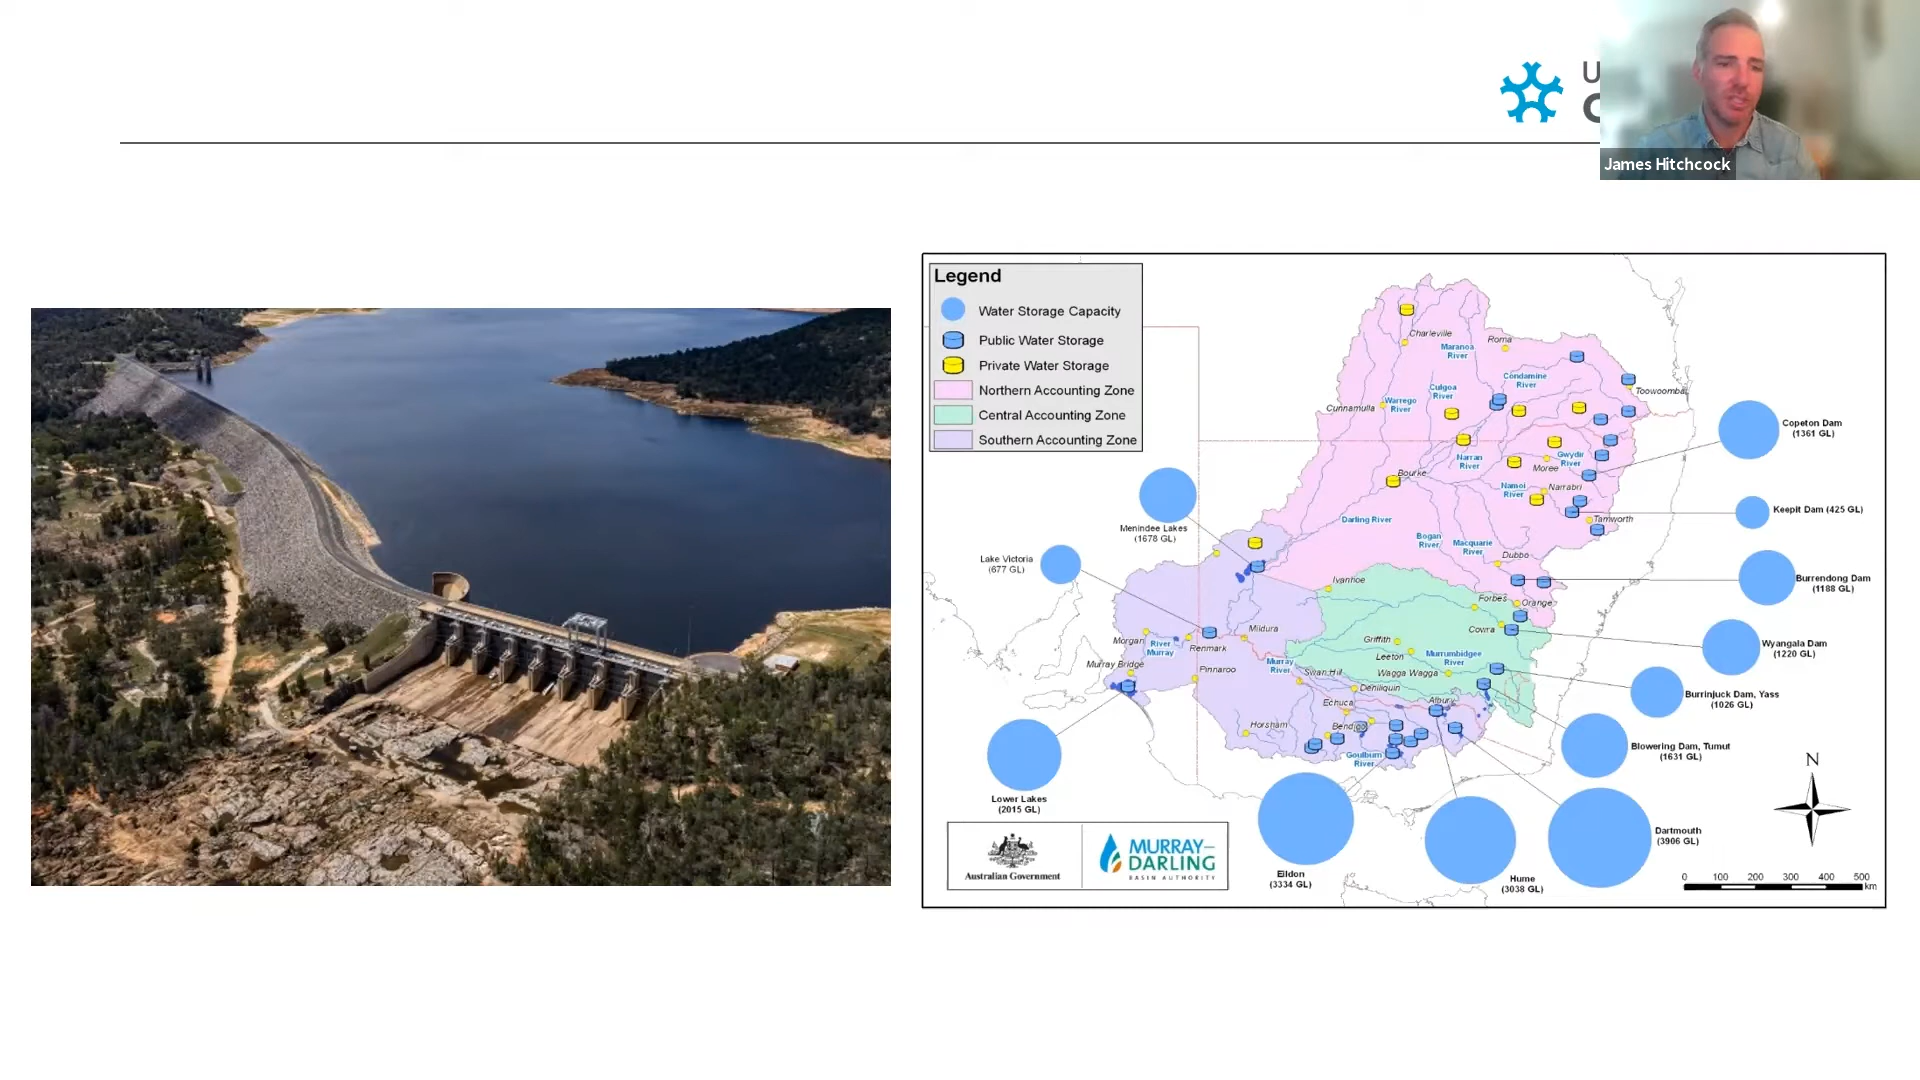 James Hitchcock
Legend
Water Storage Capacity
Public Water Storage
Private Water Storage
Northern Accounting Zone
Central Accounting Zone
Southern Accounting Zone
Charleville
Roma
Maranoa
River
Condamine
River
Toowoomba
Culgoa
River
Warrego
River
Cunnamulla
Copeton Dam
(1361 GL)
Narran
River
Gwydir
River
Moree
Bourke
Namoi
River
Narrabri
Keepit Dam (425 GL)
Tamworth
Darling River
Menindee Lakes
(1678 GL)
Bogan
River
Macquarie
River
Dubbo
Lake Victoria
(677 GL)
Ivanhoe
Burrendong Dam
(1188 GL)
Forbes
Orange
Cowra
Wyangala Dam
(1220 GL)
Mildura
Morgan
River
Murray
Renmark
Griffith
Leeton
Murrumbidgee
River
Murray Bridge
Pinnaroo
Murray
River
Swan Hill
Wagga Wagga
Deniliquin
Burrinjuck Dam, Yass
(1026 GL)
Echuca
Albury
Horsham
Bendigo
Goulburn
River
Blowering Dam, Tumut
(1631 GL)
Lower Lakes
(2015 GL)
N
Dartmouth
(3906 GL)
Eildon
(3334 GL)
Hume
(3038 GL)
Australian Government
MURRAY–
DARLING
BASIN AUTHORITY
0 100 200 300 400 500
km